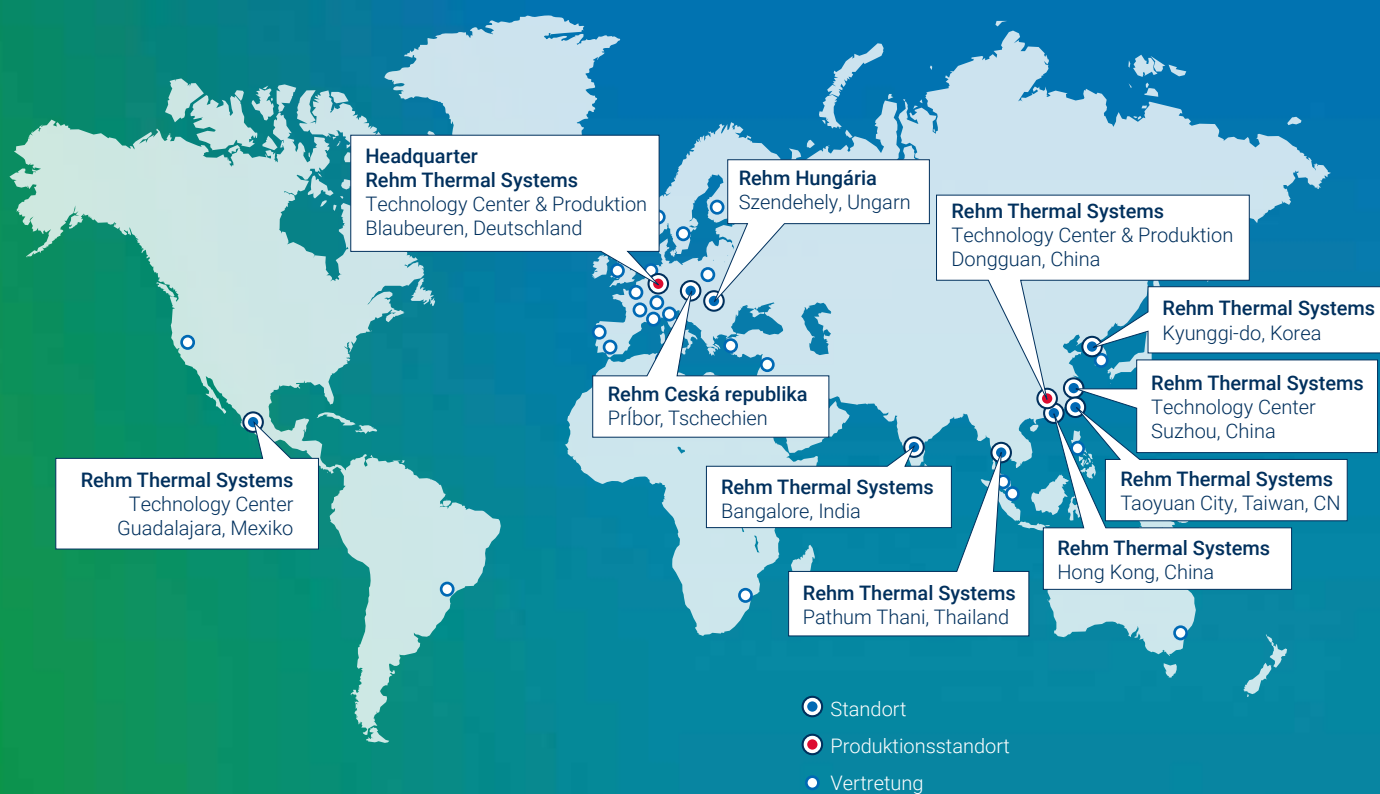 Headquarter
Rehm Thermal Systems
Technology Center & Produktion
Blaubeuren, Deutschland
Rehm Hungária
Szendehely, Ungarn
Rehm Thermal Systems
Technology Center & Produktion
Dongguan, China
Rehm Thermal Systems
Kyunggi-do, Korea
Rehm Ceská republika
Príbor, Tschechien
Rehm Thermal Systems
Technology Center
Suzhou, China
Rehm Thermal Systems
Technology Center
Guadalajara, Mexiko
Rehm Thermal Systems
Bangalore, India
Rehm Thermal Systems
Taoyuan City, Taiwan, CN
Rehm Thermal Systems
Hong Kong, China
Rehm Thermal Systems
Pathum Thani, Thailand
Standort
Produktionsstandort
Vertretung